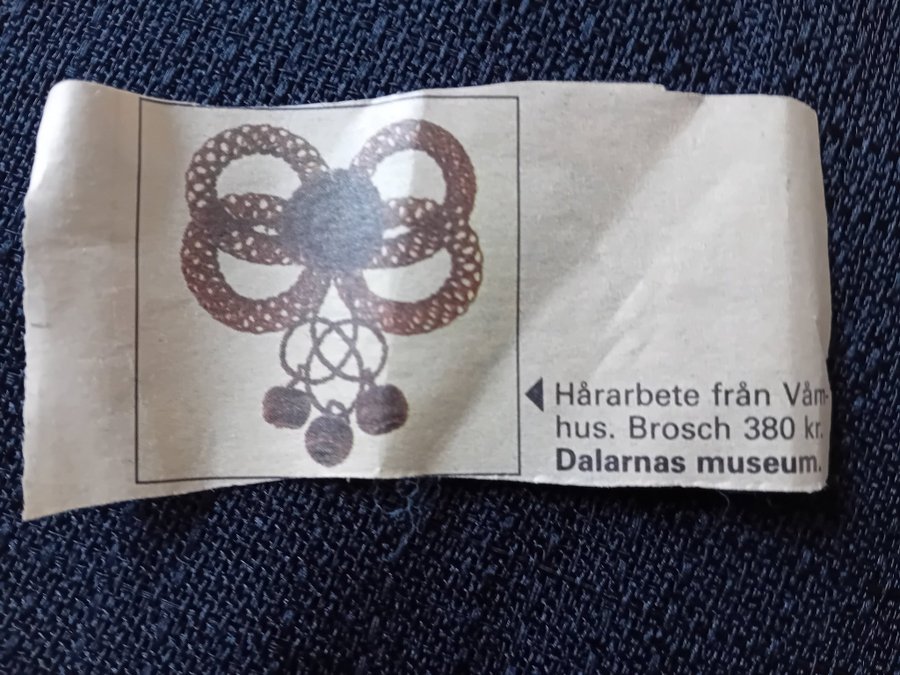 Hårarbete från Våm-
hus. Brosch 380 kr.
Dalarnas museum.